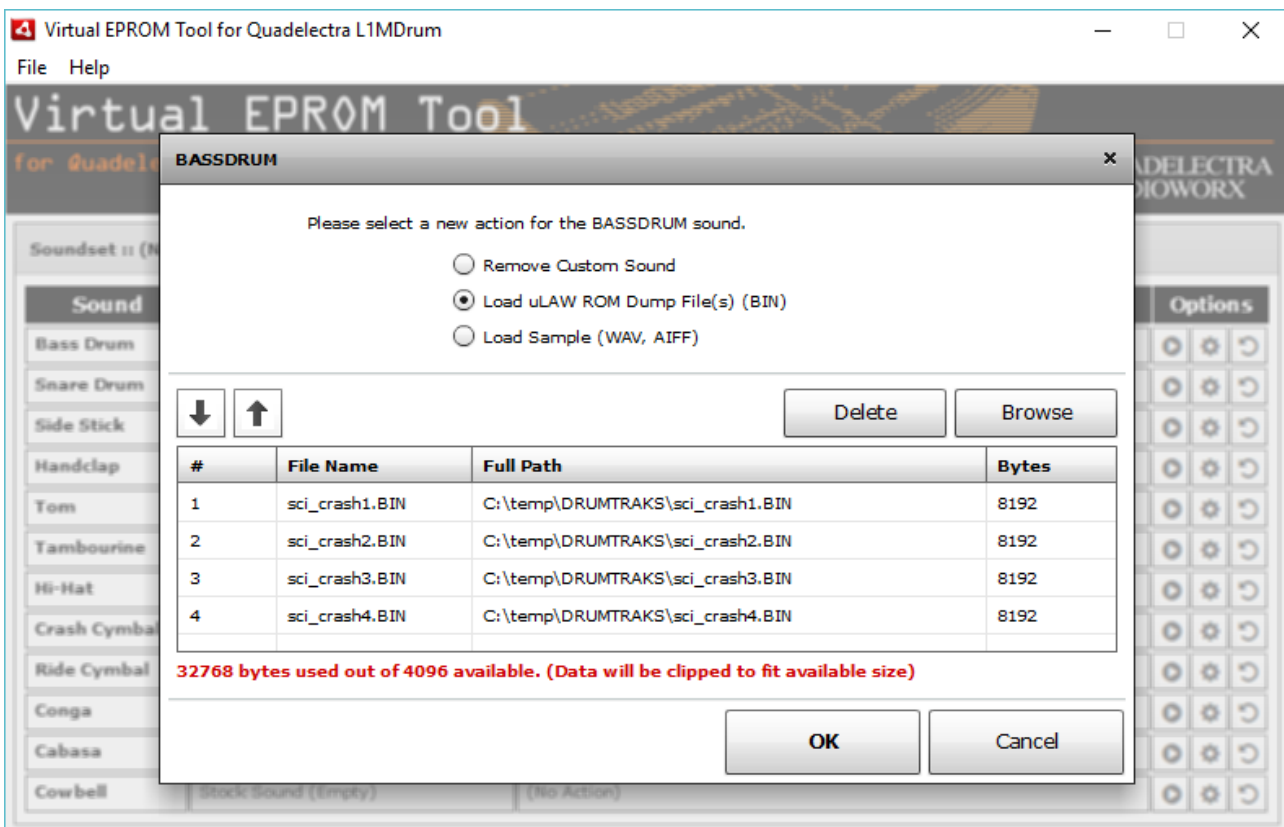 Virtual EPROM Tool for Quadelectra L1MDrum
File Help
Virtual EPROM Tool
for Quadele
ADELECTRA
DIOWORX
BASSDRUM
Please select a new action for the BASSDRUM sound.
Remove Custom Sound
Load uLAW ROM Dump File(s) (BIN)
Load Sample (WAV, AIFF)
Delete Browse
# File Name Full Path Bytes
1 sci_crash1.BIN C:\temp\DRUMTRAKS\sci_crash1.BIN 8192
2 sci_crash2.BIN C:\temp\DRUMTRAKS\sci_crash2.BIN 8192
3 sci_crash3.BIN C:\temp\DRUMTRAKS\sci_crash3.BIN 8192
4 sci_crash4.BIN C:\temp\DRUMTRAKS\sci_crash4.BIN 8192
32768 bytes used out of 4096 available. (Data will be clipped to fit available size)
OK Cancel
Soundset :: (N
Sound Options
Bass Drum
Snare Drum
Side Stick
Handclap
Tom
Tambourine
Hi-Hat
Crash Cymbal
Ride Cymbal
Conga
Cabasa
Cowbell Stock Sound (Empty) (No Action)